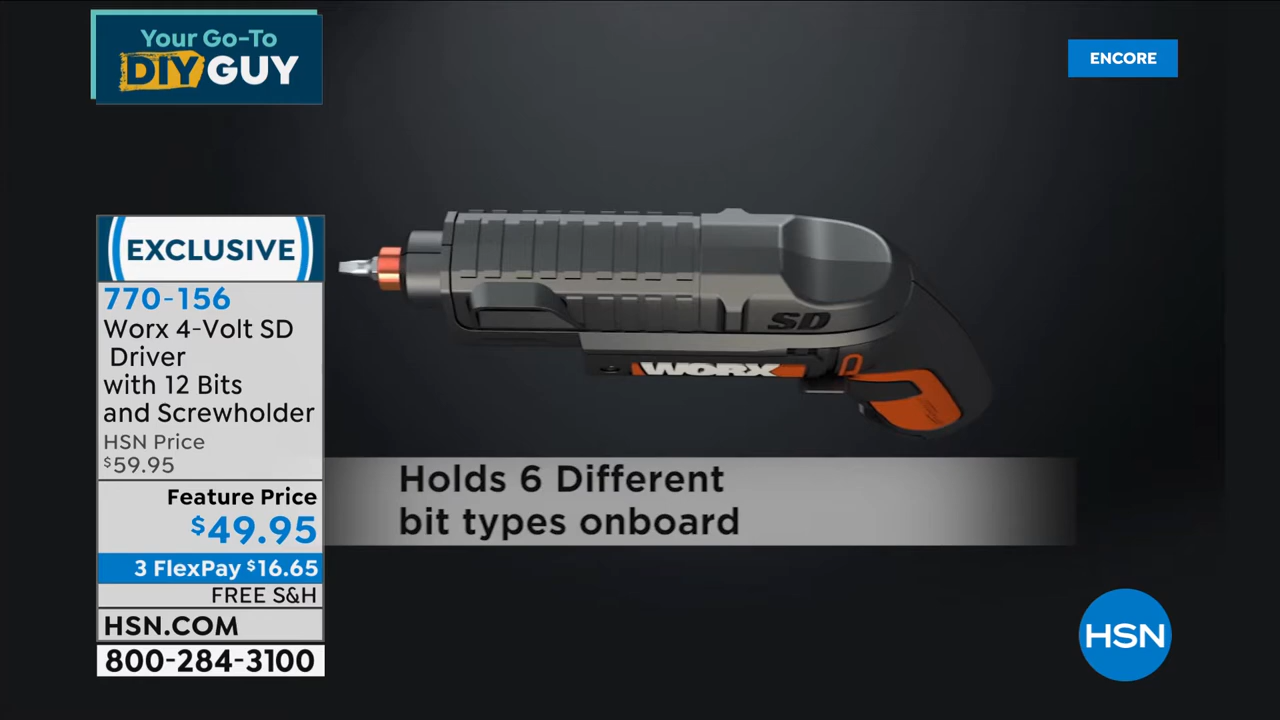 Your Go-To
DIY GUY
ENCORE
EXCLUSIVE
770-156
Worx 4-Volt SD
Driver
with 12 Bits
and Screwholder
HSN Price
$59.95
Feature Price
$49.95
3 FlexPay $16.65
FREE S&H
HSN.COM
800-284-3100
SD
WORX
Holds 6 Different
bit types onboard
HSN